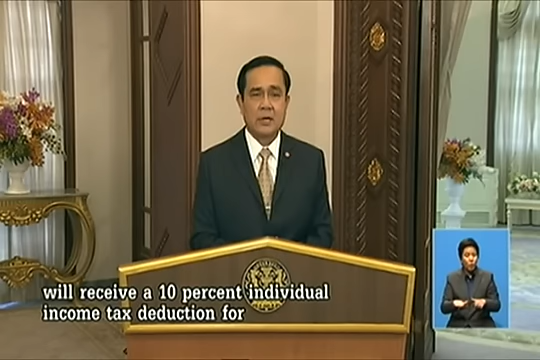 will receive a 10 percent individual
income tax deduction for